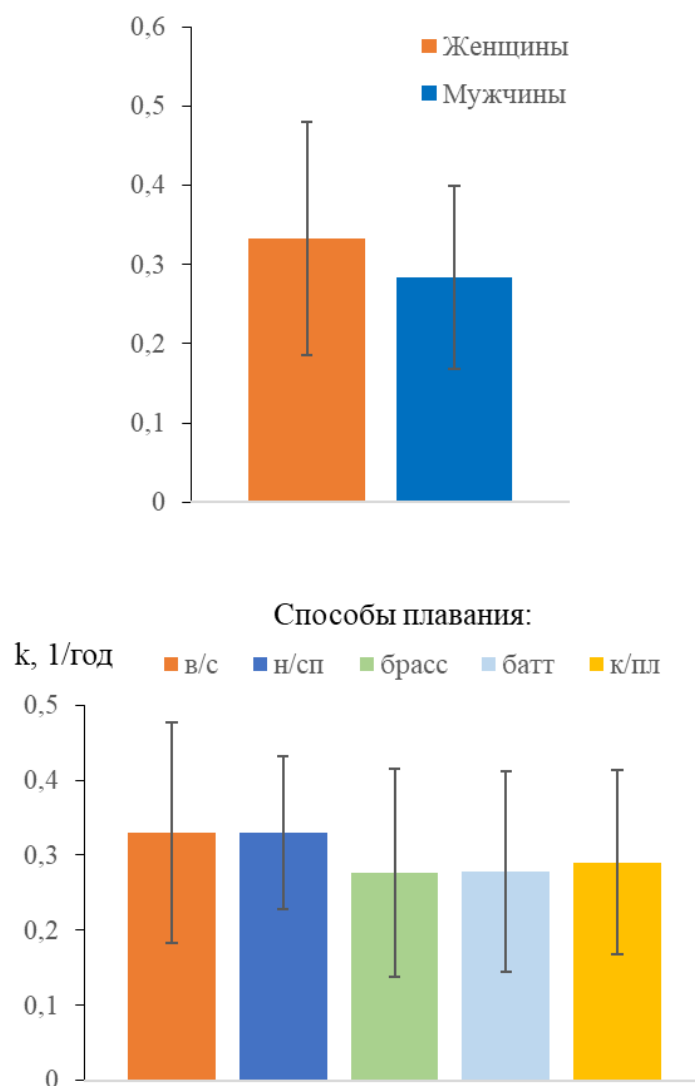 0,6
Женщины
0,5
Мужчины
0,4
0,3
0,2
0,1
0
Способы плавания:
k, 1/год
в/с н/сп брасс батт к/пл
0,5
0,4
0,3
0,2
0,1
0